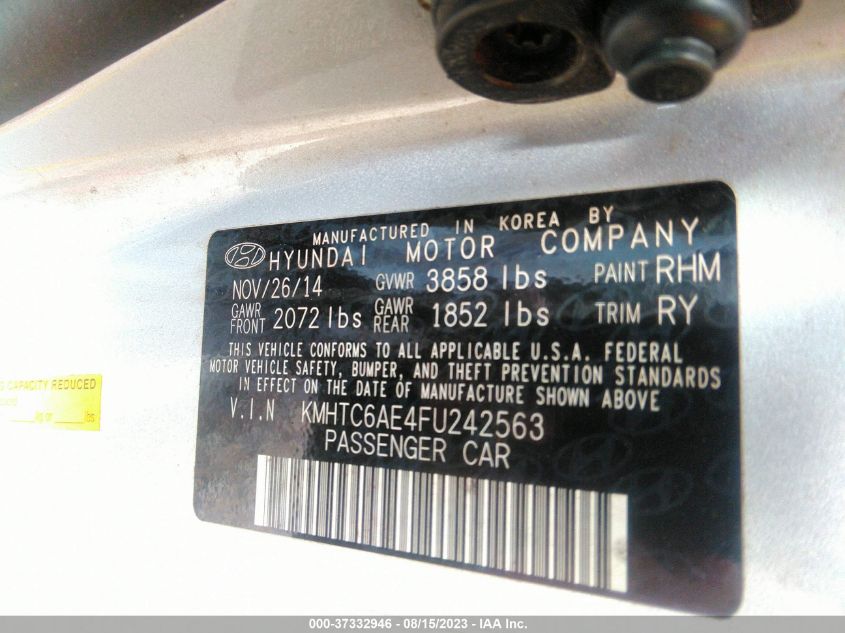 MANUFACTURED IN KOREA BY
HYUNDAI MOTOR COMPANY
NOV/26/14 GVWR 3858 lbs PAINT RHM
GAWR FRONT 2072 lbs GAWR REAR 1852 lbs TRIM RY
THIS VEHICLE CONFORMS TO ALL APPLICABLE U.S.A. FEDERAL
MOTOR VEHICLE SAFETY, BUMPER, AND THEFT PREVENTION STANDARDS
IN EFFECT ON THE DATE OF MANUFACTURE SHOWN ABOVE.
V.I.N KMHTC6AE4FU242563
PASSENGER CAR
CAPACITY REDUCED
kg or lbs
000-37332946 - 08/15/2023 - IAA Inc.